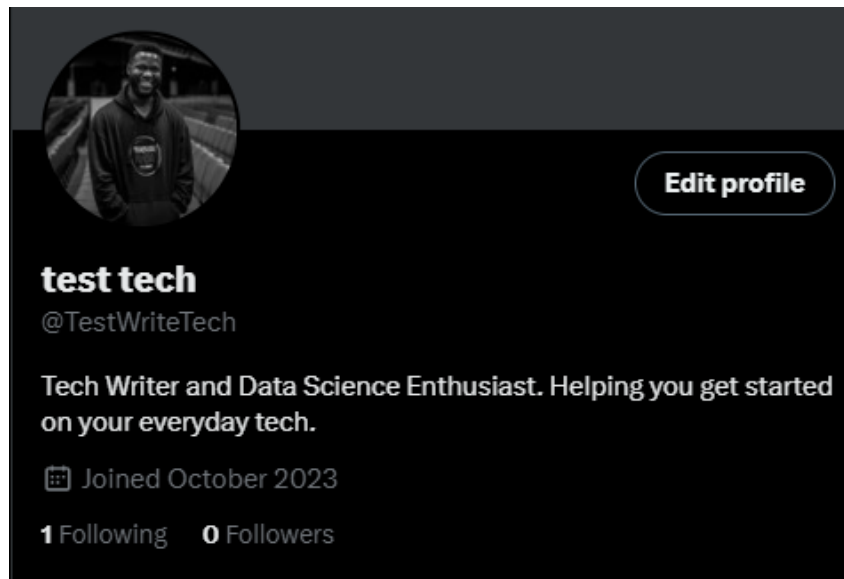 Edit profile
test tech
@TestWriteTech
Tech Writer and Data Science Enthusiast. Helping you get started
on your everyday tech.
Joined October 2023
1 Following 0 Followers